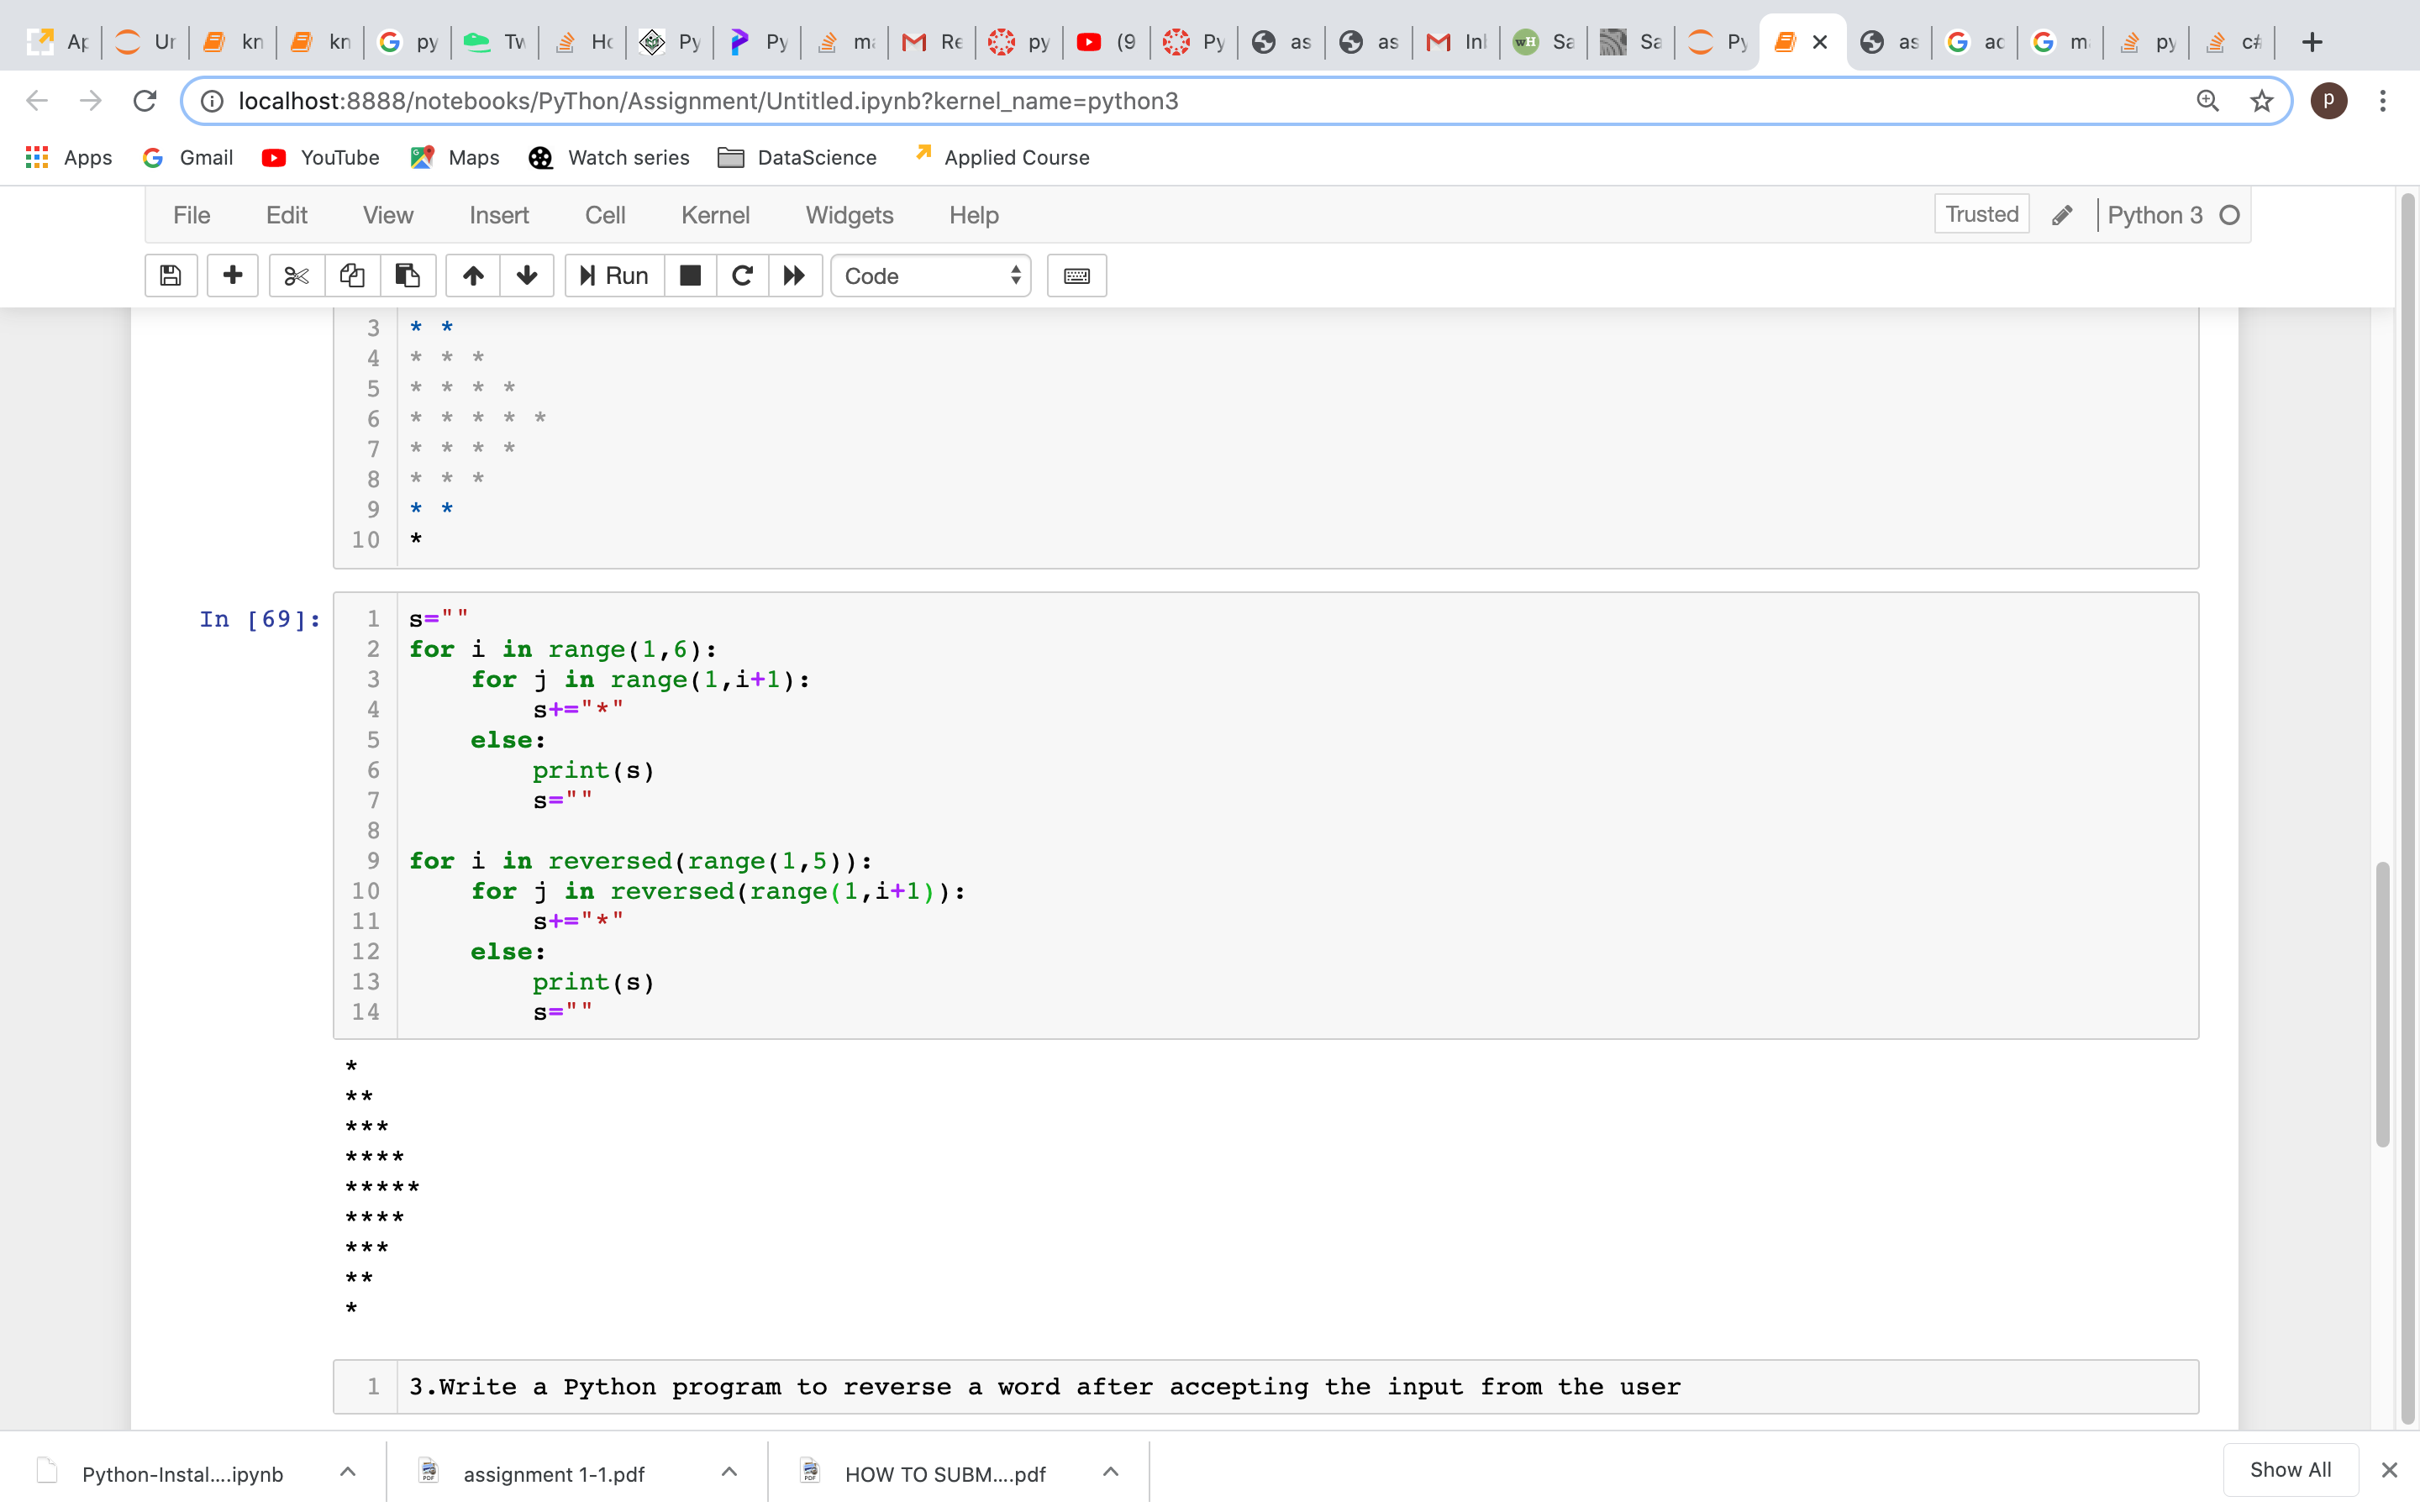 Ap Ur kn kn py Tw Ho Py Py ma Re py (9 Py as as Inl Sa Sa Py as ac m py c#
localhost:8888/notebooks/PyThon/Assignment/Untitled.ipynb?kernel_name=python3 p
Apps Gmail YouTube Maps Watch series DataScience Applied Course
File Edit View Insert Cell Kernel Widgets Help Trusted Python 3
Run Code
3 * *
4 * * *
5 * * * *
6 * * * * *
7 * * * *
8 * * *
9 * *
10 *
In [69]: 1 s=""
2 for i in range(1,6):
3     for j in range(1,i+1):
4         s+="*"
5     else:
6         print(s)
7         s=""
8
9 for i in reversed(range(1,5)):
10     for j in reversed(range(1,i+1)):
11         s+="*"
12     else:
13         print(s)
14         s=""
*
**
***
****
*****
****
***
**
*
1 3.Write a Python program to reverse a word after accepting the input from the user
Python-Instal....ipynb assignment 1-1.pdf HOW TO SUBM....pdf Show All